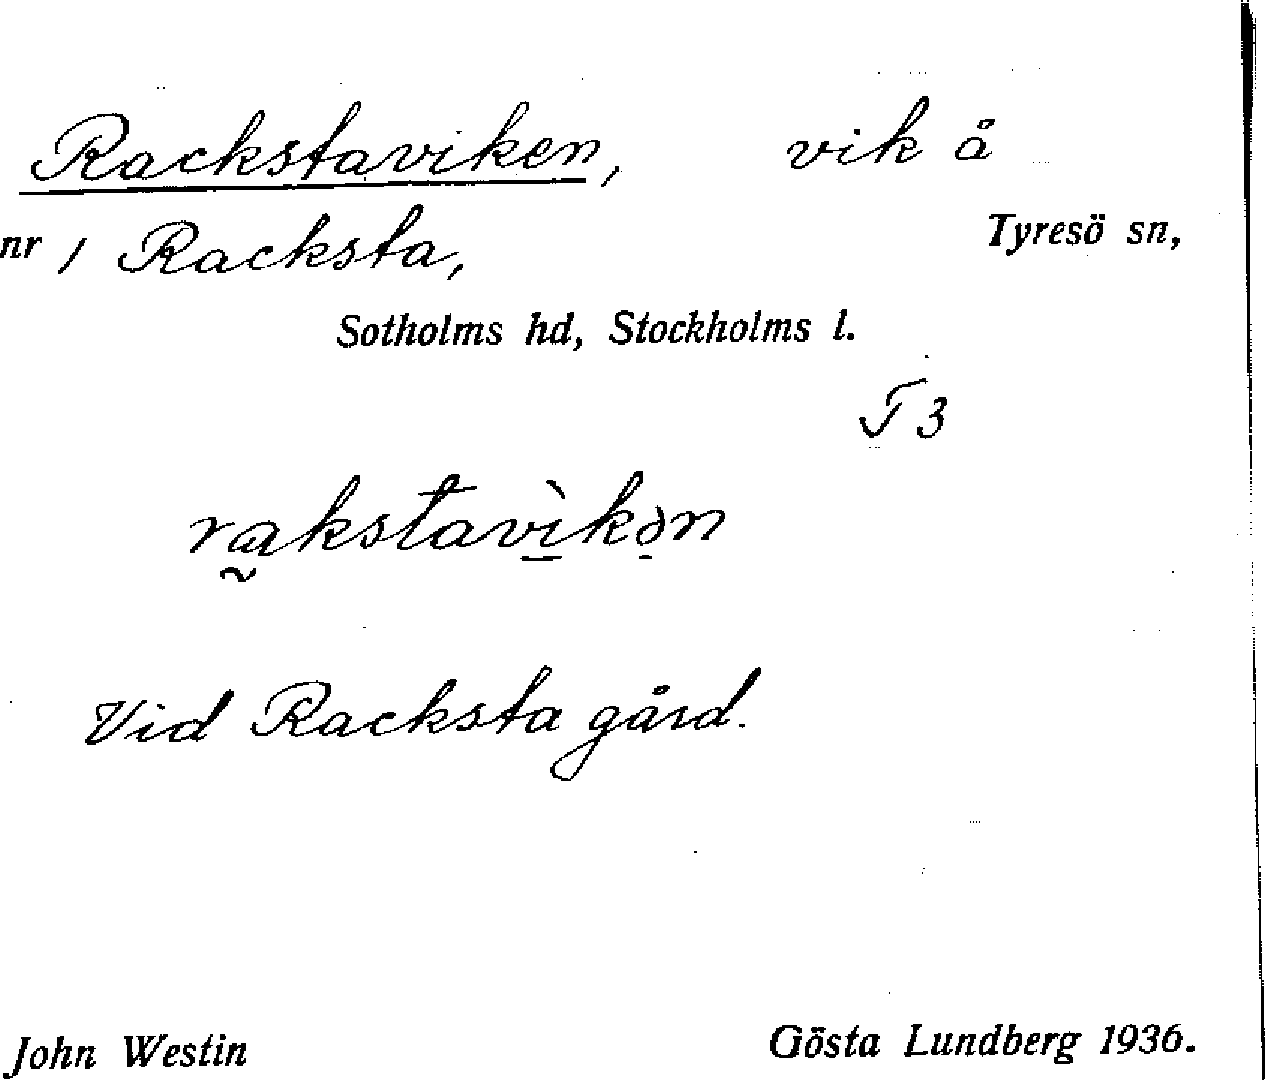 Rackstaviken, vik å
nr 1 Racksta, Tyresö sn,
Sotholms hd, Stockholms l.
T 3
rakstavìkən
Vid Racksta gård.
John Westin Gösta Lundberg 1936.